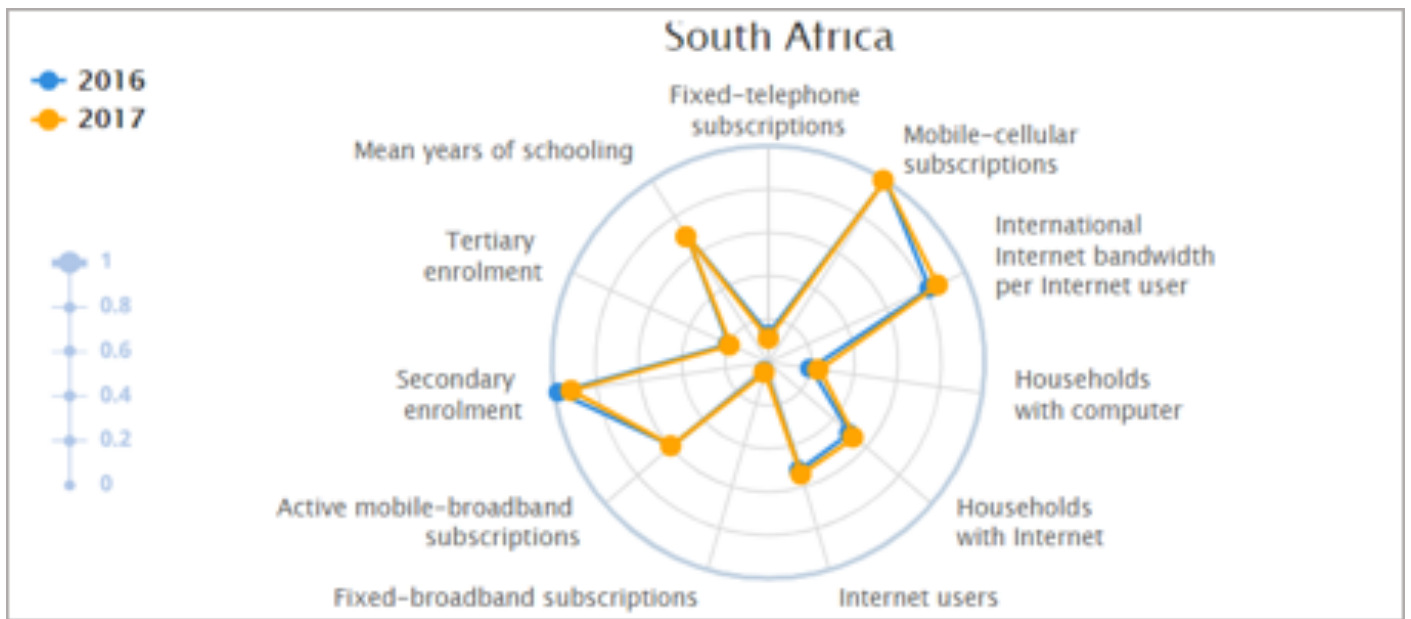 South Africa
2016
2017
Fixed-telephone
subscriptions
Mobile-cellular
subscriptions
Mean years of schooling
International
Internet bandwidth
per Internet user
Tertiary
enrolment
1
0.8
0.6
0.4
0.2
0
Secondary
enrolment
Households
with computer
Active mobile-broadband
subscriptions
Households
with Internet
Fixed-broadband subscriptions
Internet users